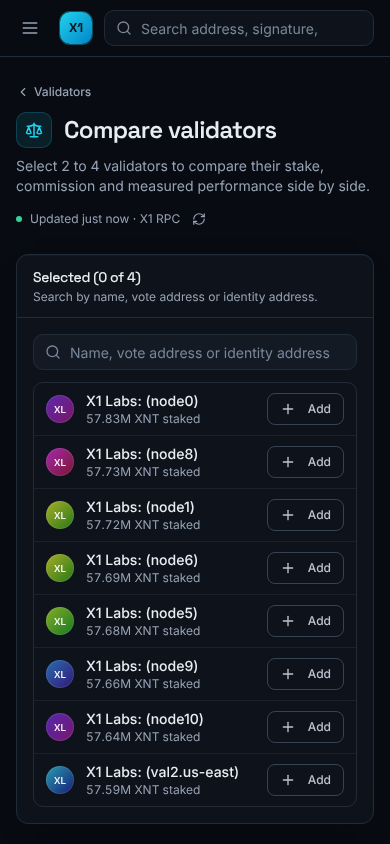 X1
Search address, signature,
Validators
Compare validators
Select 2 to 4 validators to compare their stake,
commission and measured performance side by side.
Updated just now · X1 RPC
Selected (0 of 4)
Search by name, vote address or identity address.
Name, vote address or identity address
XL
X1 Labs: (node0)
57.83M XNT staked
Add
XL
X1 Labs: (node8)
57.73M XNT staked
Add
XL
X1 Labs: (node1)
57.72M XNT staked
Add
XL
X1 Labs: (node6)
57.69M XNT staked
Add
XL
X1 Labs: (node5)
57.68M XNT staked
Add
XL
X1 Labs: (node9)
57.66M XNT staked
Add
XL
X1 Labs: (node10)
57.64M XNT staked
Add
XL
X1 Labs: (val2.us-east)
57.59M XNT staked
Add